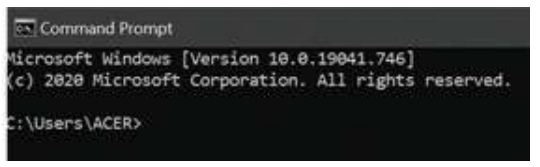 Command Prompt
Microsoft Windows [Version 10.0.19041.746]
(c) 2020 Microsoft Corporation. All rights reserved.
C:\Users\ACER>